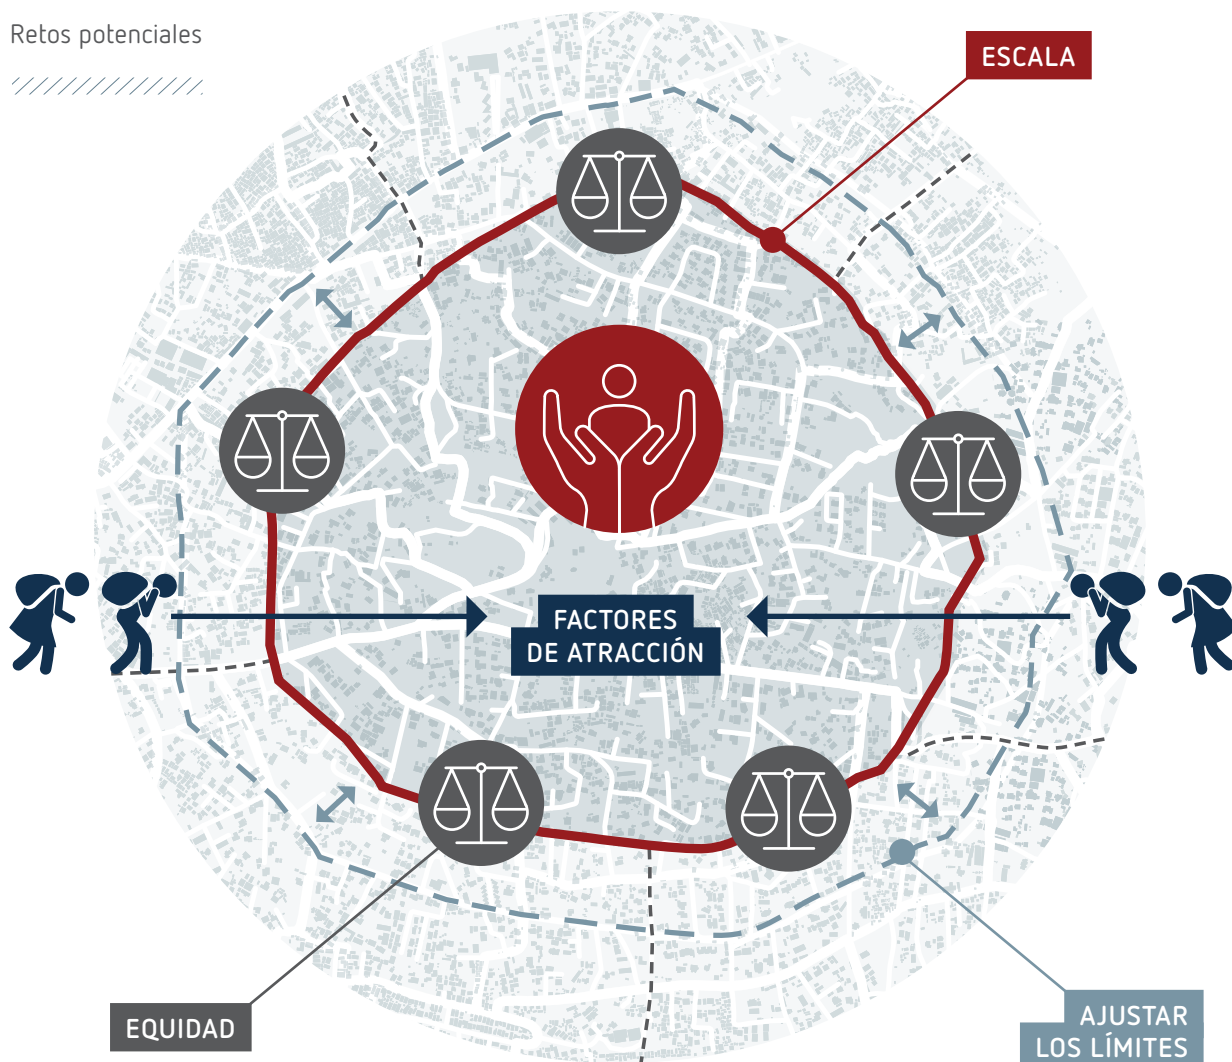 Retos potenciales
ESCALA
FACTORES
DE ATRACCIÓN
EQUIDAD
AJUSTAR
LOS LÍMITES